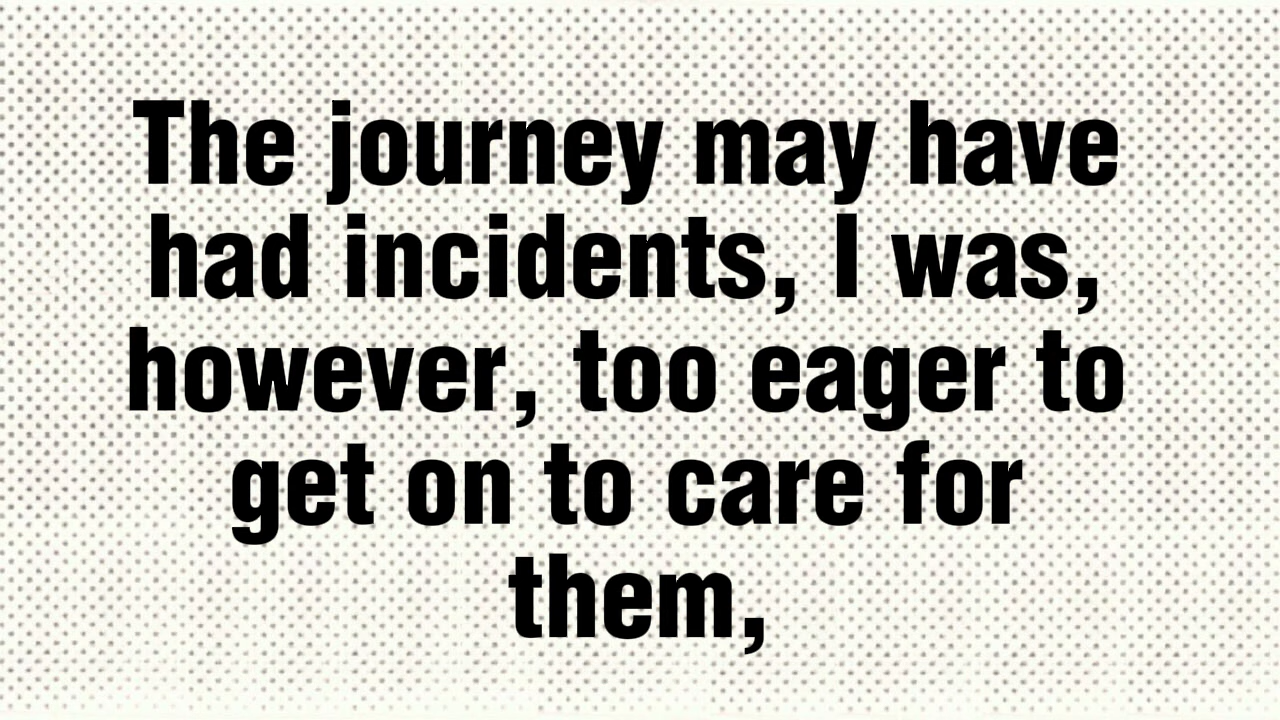 The journey may have
had incidents, I was,
however, too eager to
get on to care for
them,